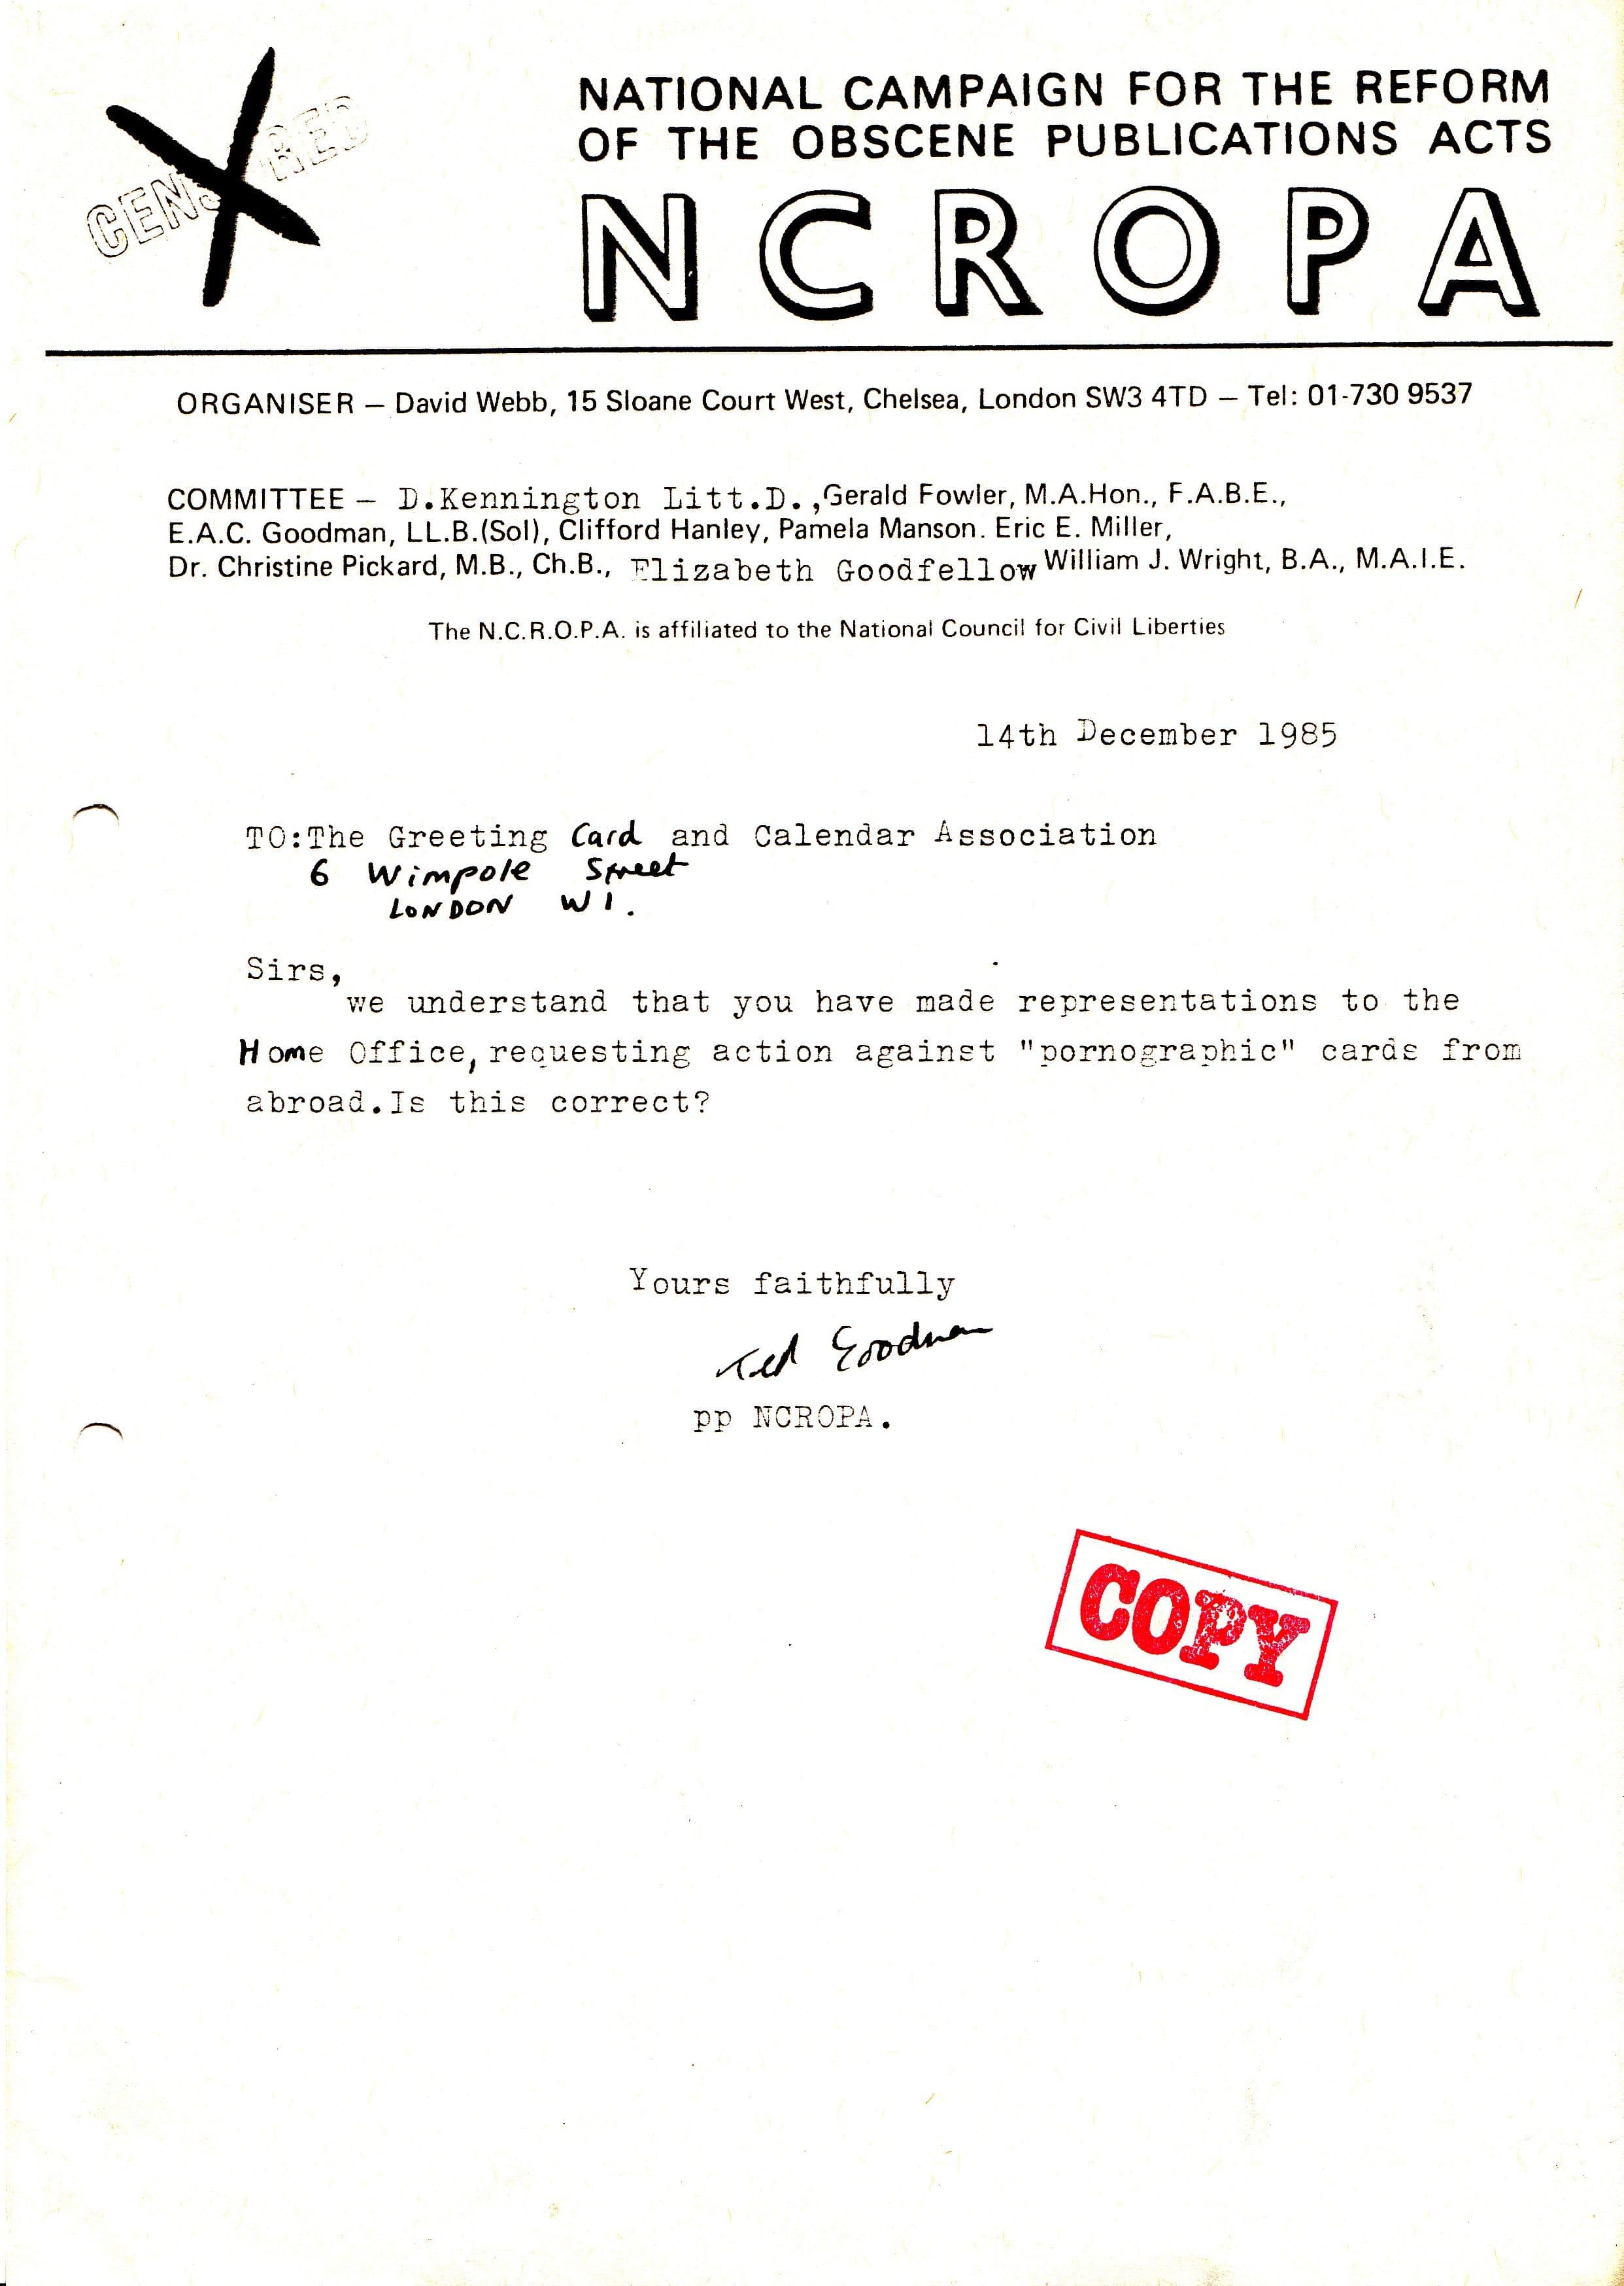 CENSORED
NATIONAL CAMPAIGN FOR THE REFORM
OF THE OBSCENE PUBLICATIONS ACTS
NCROPA
ORGANISER – David Webb, 15 Sloane Court West, Chelsea, London SW3 4TD – Tel: 01-730 9537
COMMITTEE – D.Kennington Litt.D.,Gerald Fowler, M.A.Hon., F.A.B.E.,
E.A.C. Goodman, LL.B.(Sol), Clifford Hanley, Pamela Manson. Eric E. Miller,
Dr. Christine Pickard, M.B., Ch.B., Elizabeth Goodfellow William J. Wright, B.A., M.A.I.E.
The N.C.R.O.P.A. is affiliated to the National Council for Civil Liberties
14th December 1985
TO:The Greeting Card and Calendar Association
6 Wimpole Street
LONDON W1.
Sirs,
we understand that you have made representations to the
Home Office,requesting action against "pornographic" cards from
abroad.Is this correct?
Yours faithfully
Ted Goodman
pp NCROPA.
COPY